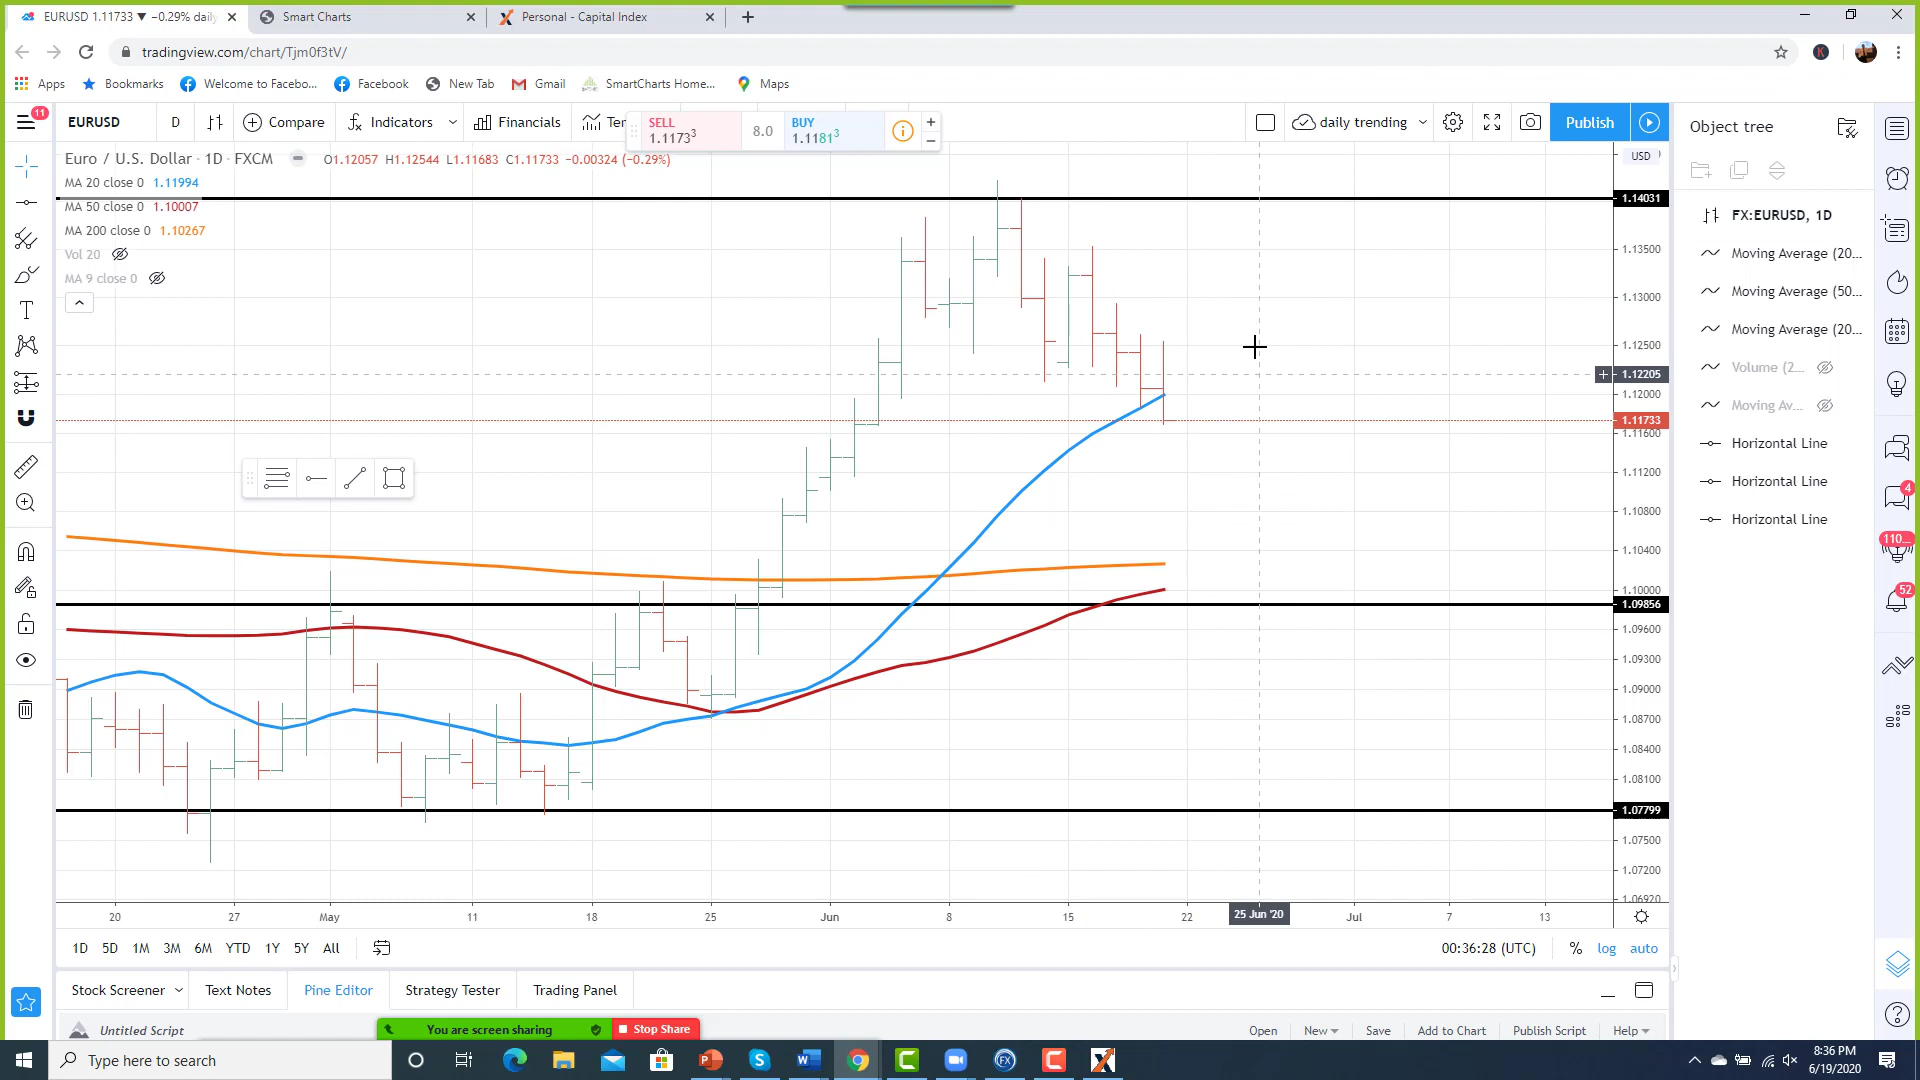 EURUSD 1.11733 ▼ −0.29% daily
Smart Charts
Personal - Capital Index
tradingview.com/chart/Tjm0f3tV/
Apps
Bookmarks
Welcome to Facebo...
Facebook
New Tab
Gmail
SmartCharts Home...
Maps
11
EURUSD
D
Compare
Indicators
Financials
SELL
1.11733
8.0
BUY
1.11813
daily trending
Publish
Object tree
Euro / U.S. Dollar · 1D · FXCM
O1.12057 H1.12544 L1.11683 C1.11733 −0.00324 (−0.29%)
USD
MA 20 close 0 1.11994
MA 50 close 0 1.10007
MA 200 close 0 1.10267
Vol 20
MA 9 close 0
FX:EURUSD, 1D
Moving Average (20...
Moving Average (50...
Moving Average (20...
Volume (2...
Moving Av...
Horizontal Line
Horizontal Line
Horizontal Line
4
110...
52
1.14031
1.13500
1.13000
1.12500
1.12205
1.12000
1.11733
1.11600
1.11200
1.10800
1.10400
1.10000
1.09856
1.09600
1.09300
1.09000
1.08700
1.08400
1.08100
1.07799
1.07500
1.07200
1.06920
20 27 May 11 18 25 Jun 8 15 22 25 Jun '20 Jul 7 13
1D 5D 1M 3M 6M YTD 1Y 5Y All
00:36:28 (UTC) % log auto
Stock Screener
Text Notes
Pine Editor
Strategy Tester
Trading Panel
Untitled Script
You are screen sharing
Stop Share
Open New Save Add to Chart Publish Script Help
Type here to search
8:36 PM
6/19/2020